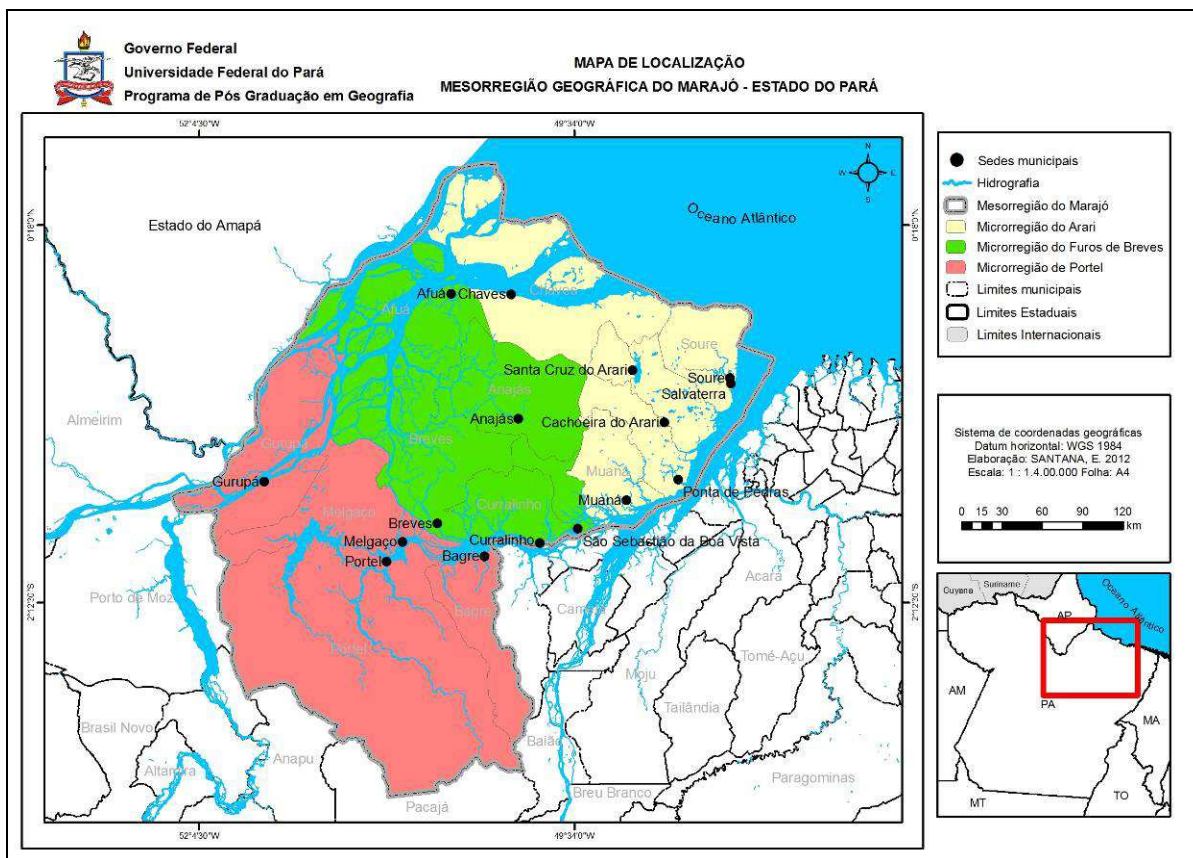 Governo Federal
Universidade Federal do Pará
Programa de Pós Graduação em Geografia
MAPA DE LOCALIZAÇÃO
MESORREGIÃO GEOGRÁFICA DO MARAJÓ - ESTADO DO PARÁ
52°4'30"W
49°34'0"W
0°18'0"N
0°18'0"N
2°12'30"S
2°12'30"S
52°4'30"W
49°34'0"W
N
W
E
S
Estado do Amapá
Oceano Atlântico
Afuá
Chaves
Chaves
Afuá
Soure
Santa Cruz do Arari
Soure
Salvaterra
Anajás
Anajás
Cachoeira do Arari
Almeirim
Breves
Gurupá
Muaná
Gurupá
Ponta de Pedras
Muaná
Curralinho
Melgaço
Breves
São Sebastião da Boa Vista
Melgaço
Curralinho
Bagre
Portel
Acará
Porto de Moz
Bagre
Portel
Tomé-Açu
Moju
Tailândia
Brasil Novo
Baião
Anapu
Altamira
Paragominas
Breu Branco
Pacajá
Sedes municipais
Hidrografia
Mesorregião do Marajó
Microrregião do Arari
Microrregião do Furos de Breves
Microrregião de Portel
Limites municipais
Limites Estaduais
Limites Internacionais
Sistema de coordenadas geográficas
Datum horizontal: WGS 1984
Elaboração: SANTANA, E. 2012
Escala: 1 : 1.4.00.000 Folha: A4
0 15 30 60 90 120
km
Guyana
Suriname
AP
Oceano Atlântico
AM
PA
MA
MT
TO